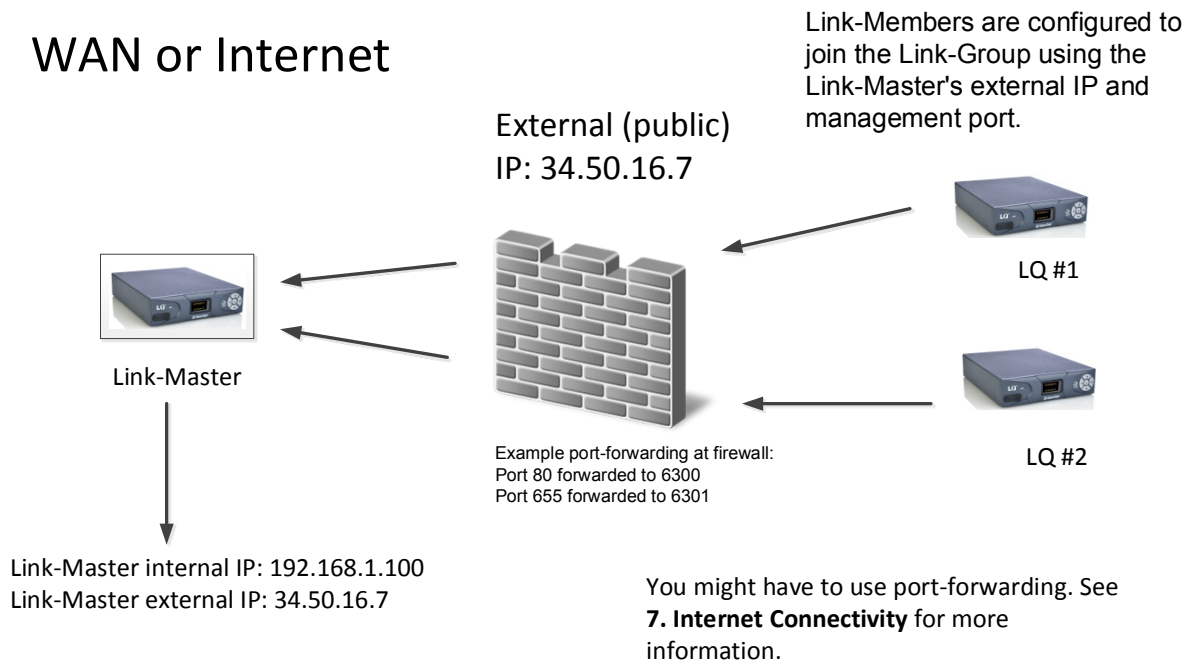 WAN or Internet
Link-Members are configured to
join the Link-Group using the
Link-Master's external IP and
management port.
External (public)
IP: 34.50.16.7
LQ
LQ #1
LQ
Link-Master
LQ
LQ #2
Example port-forwarding at firewall:
Port 80 forwarded to 6300
Port 655 forwarded to 6301
Link-Master internal IP: 192.168.1.100
Link-Master external IP: 34.50.16.7
You might have to use port-forwarding. See
7. Internet Connectivity for more
information.